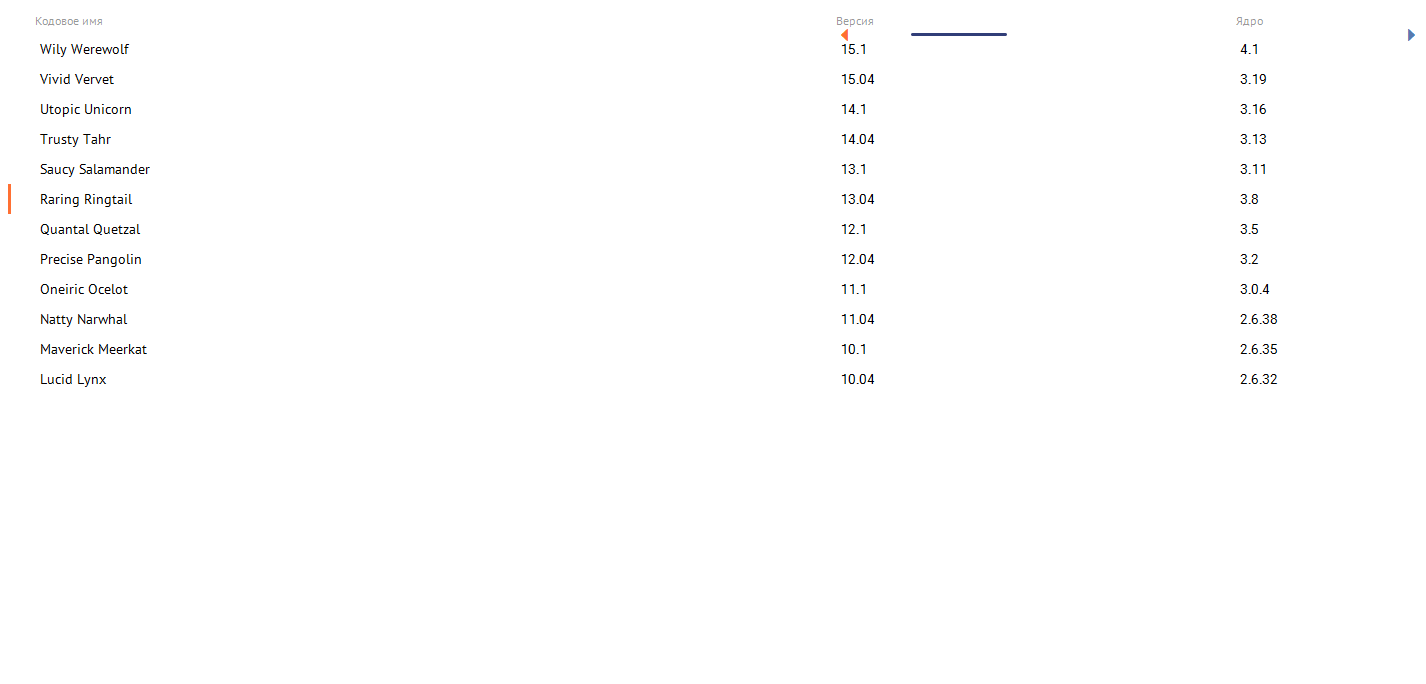 Кодовое имя Версия Ядро
Wily Werewolf 15.1 4.1
Vivid Vervet 15.04 3.19
Utopic Unicorn 14.1 3.16
Trusty Tahr 14.04 3.13
Saucy Salamander 13.1 3.11
Raring Ringtail 13.04 3.8
Quantal Quetzal 12.1 3.5
Precise Pangolin 12.04 3.2
Oneiric Ocelot 11.1 3.0.4
Natty Narwhal 11.04 2.6.38
Maverick Meerkat 10.1 2.6.35
Lucid Lynx 10.04 2.6.32